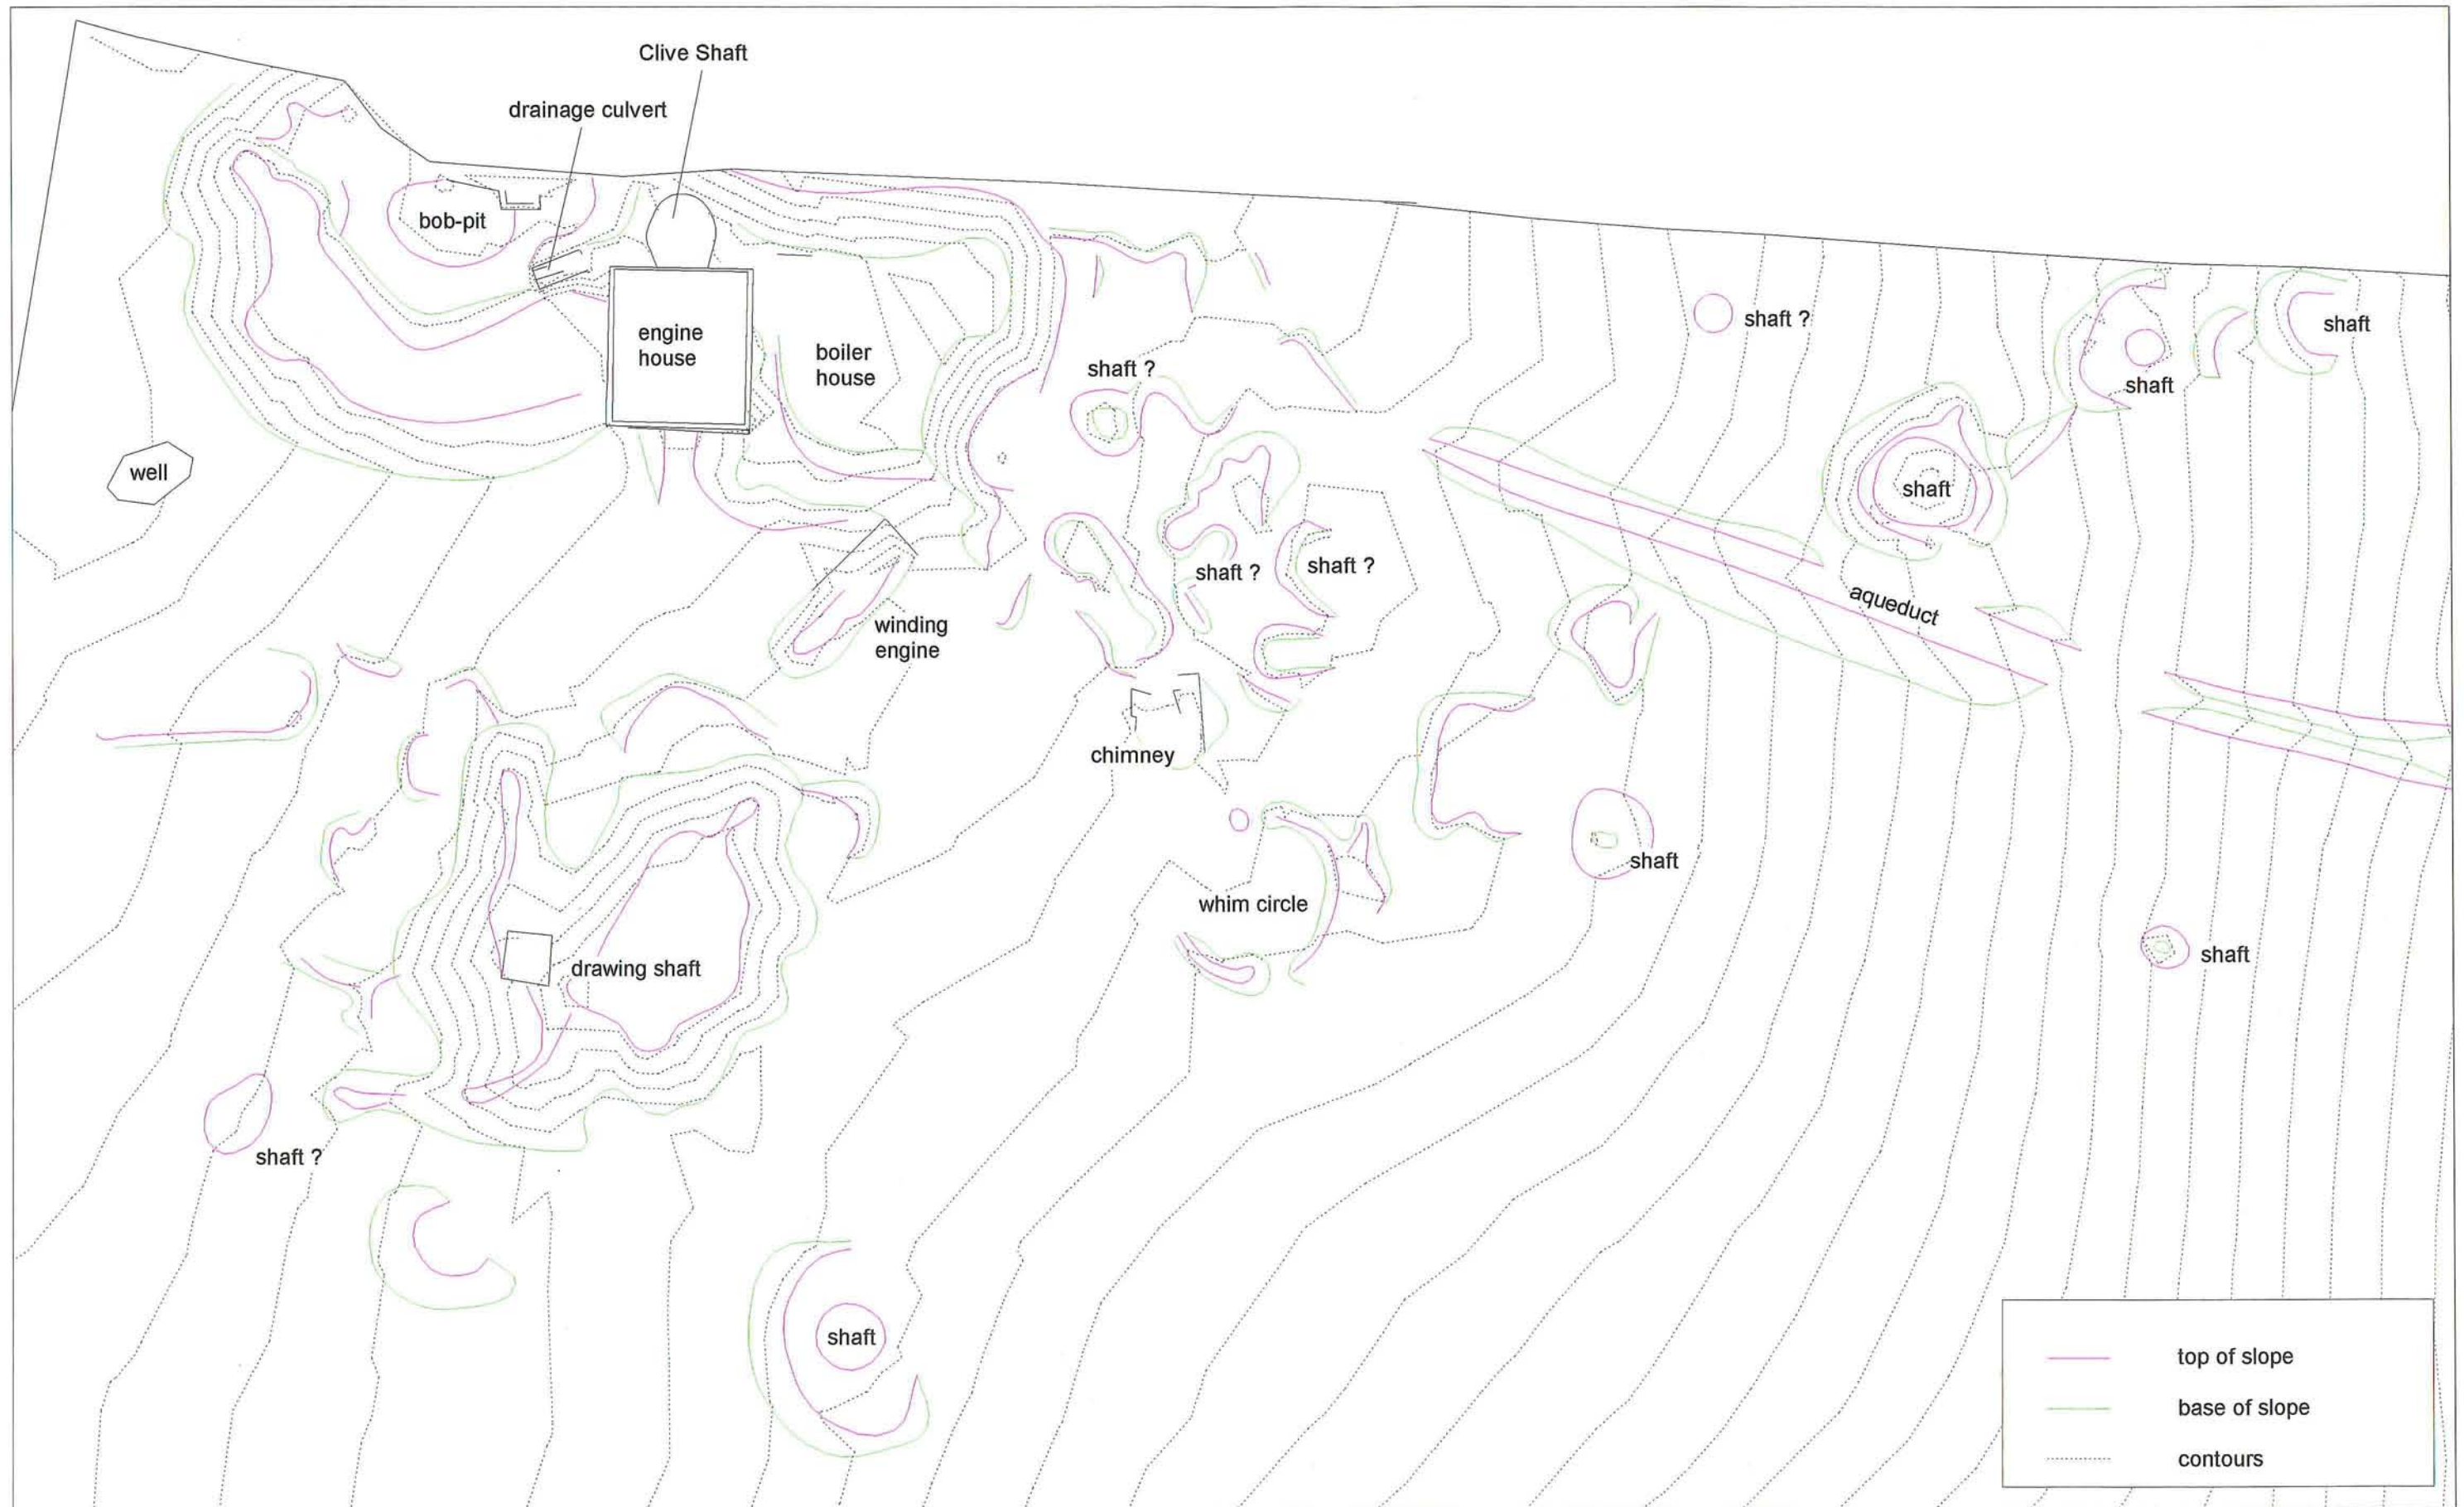 Clive Shaft
drainage culvert
bob-pit
engine
house
boiler
house
shaft ?
shaft ?
shaft
shaft
well
shaft
shaft ?
shaft ?
aqueduct
winding
engine
chimney
shaft
whim circle
drawing shaft
shaft
shaft ?
shaft
top of slope
base of slope
contours